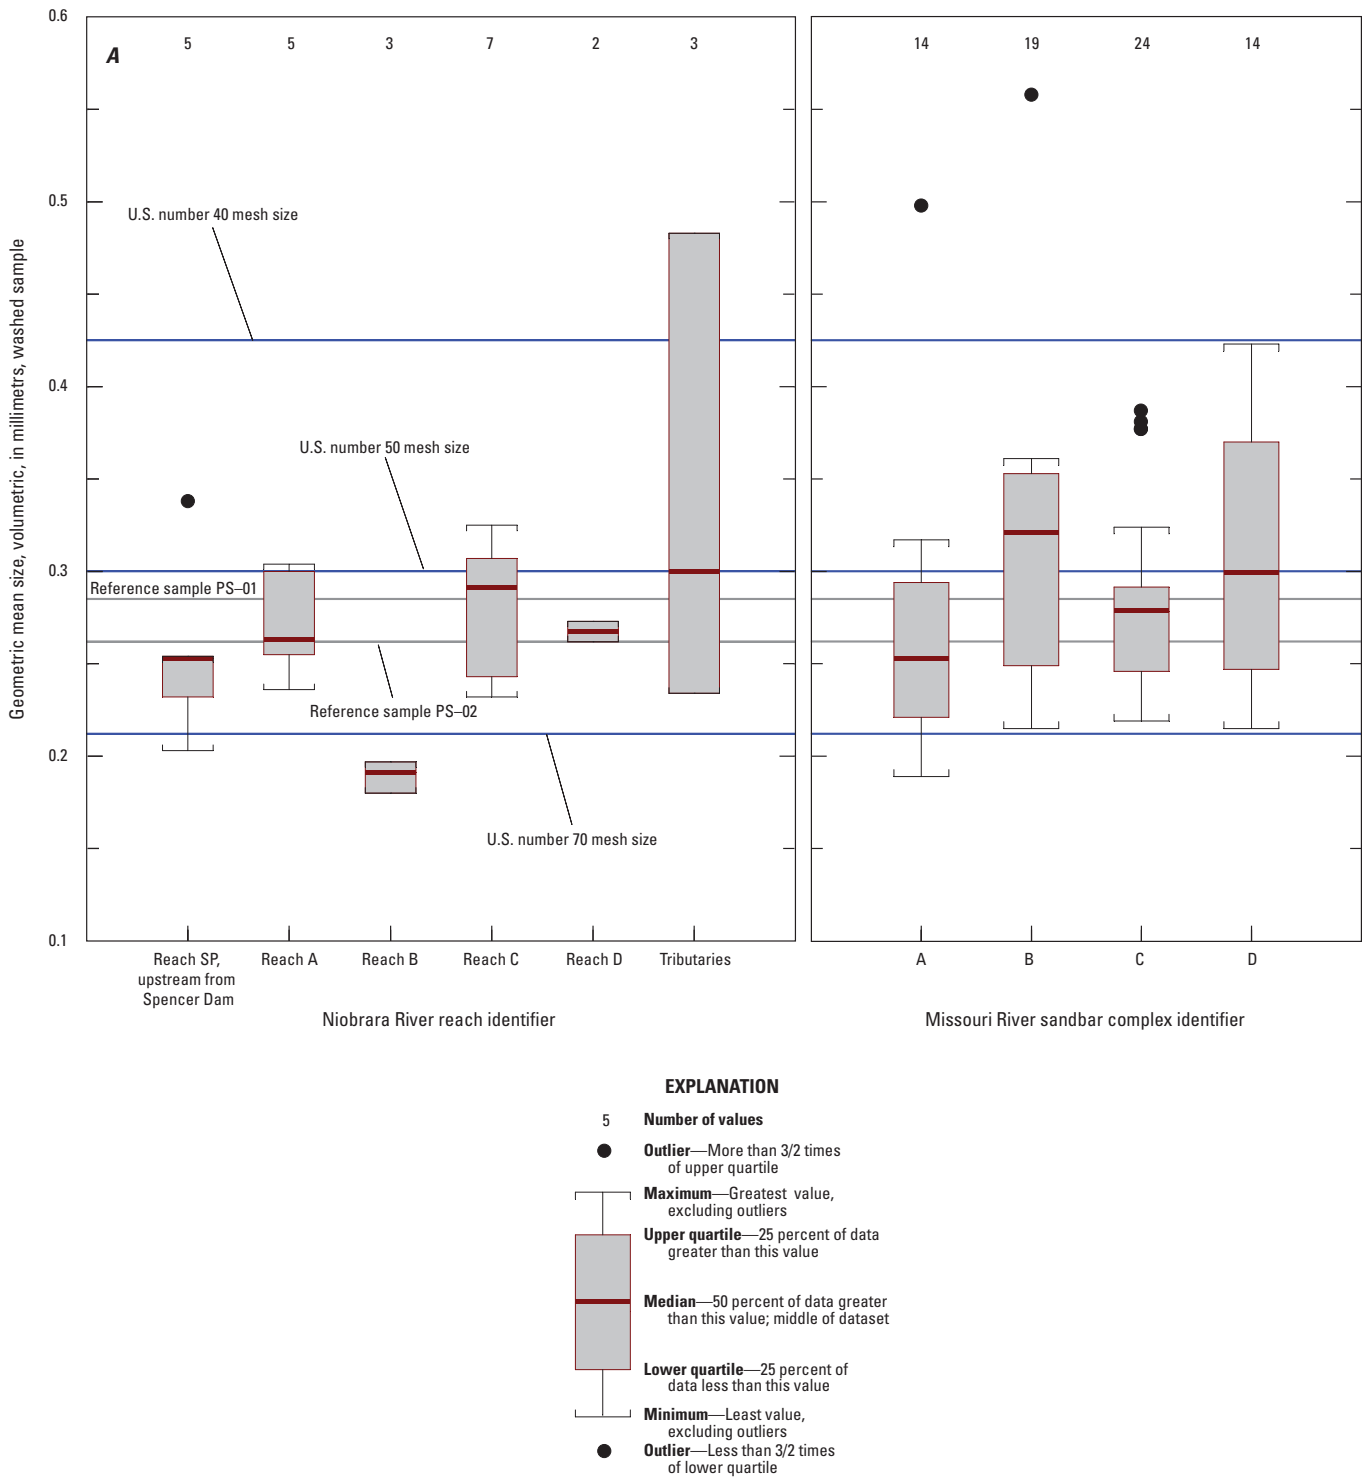 A
5
5
3
7
2
3
14
19
24
14
0.6
0.5
0.4
0.3
0.2
0.1
Geometric mean size, volumetric, in millimetrs, washed sample
U.S. number 40 mesh size
U.S. number 50 mesh size
Reference sample PS–01
Reference sample PS–02
U.S. number 70 mesh size
Reach SP,
upstream from
Spencer Dam
Reach A
Reach B
Reach C
Reach D
Tributaries
A
B
C
D
Niobrara River reach identifier
Missouri River sandbar complex identifier
EXPLANATION
5 Number of values
Outlier—More than 3/2 times
of upper quartile
Maximum—Greatest value,
excluding outliers
Upper quartile—25 percent of data
greater than this value
Median—50 percent of data greater
than this value; middle of dataset
Lower quartile—25 percent of
data less than this value
Minimum—Least value,
excluding outliers
Outlier—Less than 3/2 times
of lower quartile